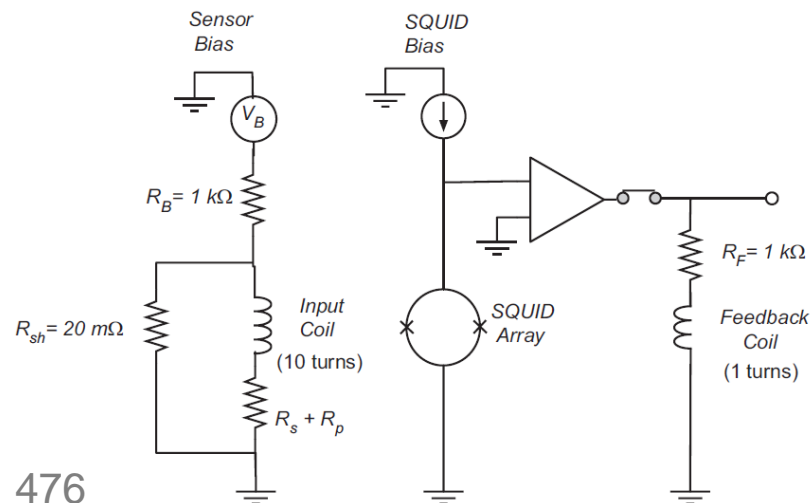 Sensor
Bias
SQUID
Bias
V_B
R_B= 1 kΩ
R_F= 1 kΩ
R_sh= 20 mΩ
Input
Coil
(10 turns)
SQUID
Array
Feedback
Coil
(1 turns)
R_s + R_p
476